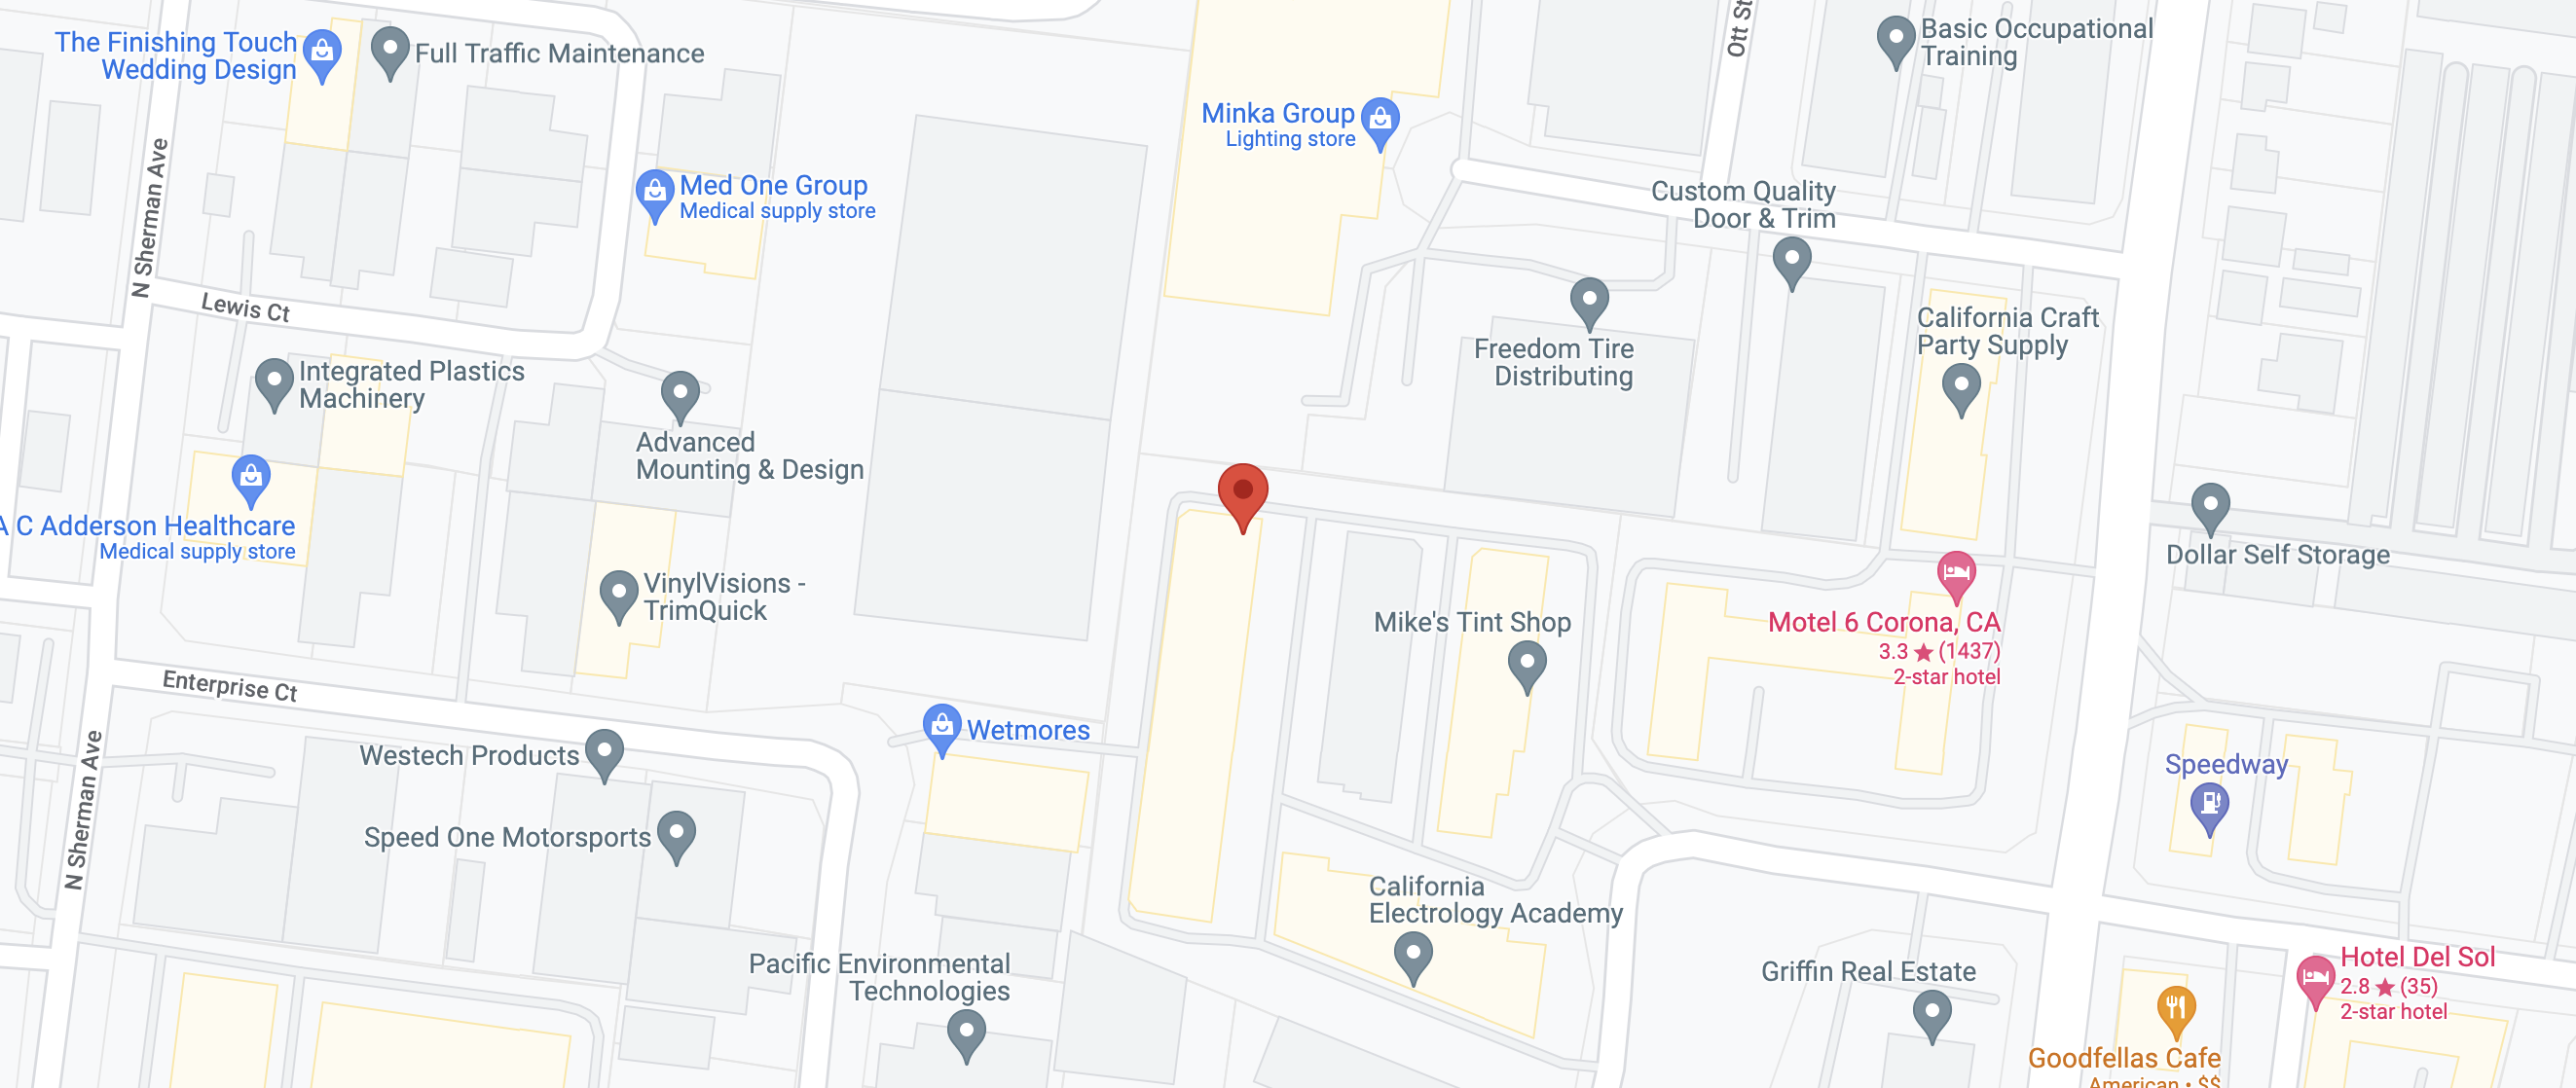 The Finishing Touch
Wedding Design
Full Traffic Maintenance
Ott St
Basic Occupational
Training
Minka Group
Lighting store
N Sherman Ave
Med One Group
Medical supply store
Custom Quality
Door & Trim
Lewis Ct
California Craft
Party Supply
Freedom Tire
Distributing
Integrated Plastics
Machinery
Advanced
Mounting & Design
A C Adderson Healthcare
Medical supply store
Dollar Self Storage
VinylVisions -
TrimQuick
Mike's Tint Shop
Motel 6 Corona, CA
3.3 ★ (1437)
2-star hotel
Enterprise Ct
Wetmores
Westech Products
N Sherman Ave
Speedway
Speed One Motorsports
California
Electrology Academy
Pacific Environmental
Technologies
Griffin Real Estate
Hotel Del Sol
2.8 ★ (35)
2-star hotel
Goodfellas Cafe
American • $$